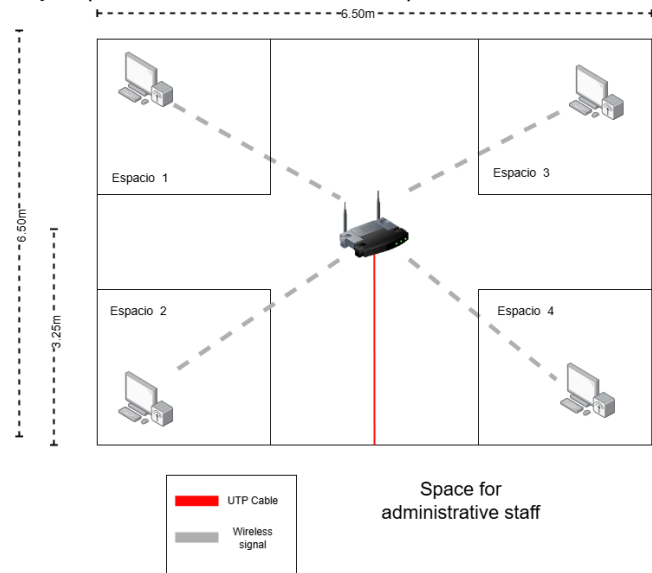 6.50m
Espacio 1
Espacio 3
6.50m
3.25m
Espacio 2
Espacio 4
UTP Cable
Wireless
signal
Space for
administrative staff